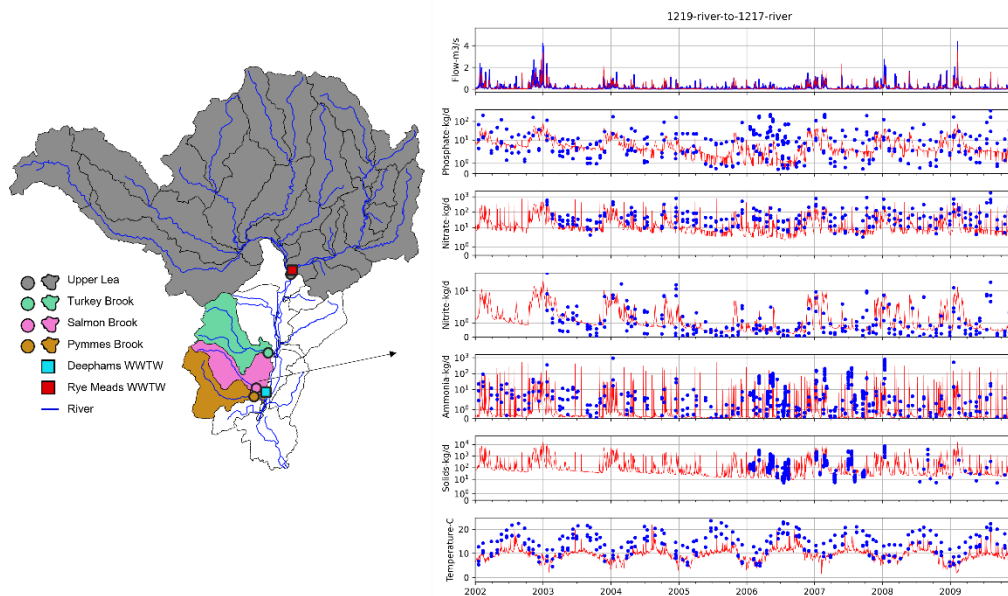 Upper Lea
Turkey Brook
Salmon Brook
Pymmes Brook
Deephams WWTW
Rye Meads WWTW
River
1219-river-to-1217-river
Flow-m3/s
4
2
0
Phosphate-kg/d
10²
10¹
10⁰
0
Nitrate-kg/d
10³
10²
10¹
10⁰
0
Nitrite-kg/d
10¹
10⁰
0
Ammonia-kg/d
10³
10²
10¹
10⁰
0
Solids-kg/d
10⁴
10³
10²
10¹
10⁰
0
Temperature-C
20
10
0
2002 2003 2004 2005 2006 2007 2008 2009